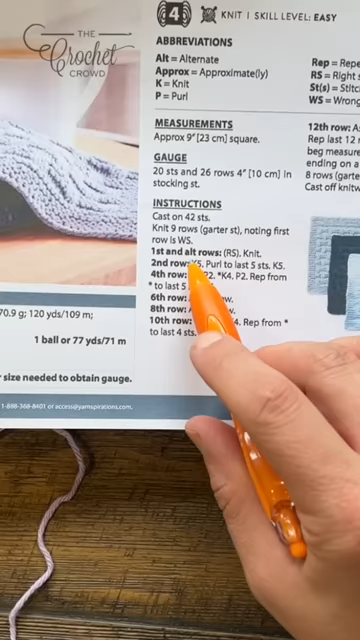 THE
Crochet
CROWD
4
KNIT I SKILL LEVEL: EASY
ABBREVIATIONS
Alt = Alternate
Approx = Approximate(ly)
K = Knit
P = Purl
Rep = Repe
RS = Right s
St(s) = Stitc
WS = Wrong
MEASUREMENTS
Approx 9" [23 cm] square.
GAUGE
20 sts and 26 rows 4" [10 cm] in
stocking st.
INSTRUCTIONS
Cast on 42 sts.
Knit 9 rows (garter st), noting first
row is WS.
1st and alt rows: (RS). Knit.
2nd row: K5. Purl to last 5 sts. K5.
4th row: P2. *K4. P2. Rep from
* to last 5
6th row:
8th row:
10th row: 4. Rep from *
to last 4 sts.
12th row: As
Rep last 12 r
beg measu
ending on a
8 rows (garte
Cast off knitw
70.9 g; 120 yds/109 m;
1 ball or 77 yds/71 m
r size needed to obtain gauge.
1-888-368-8401 or access@yarnspirations.com